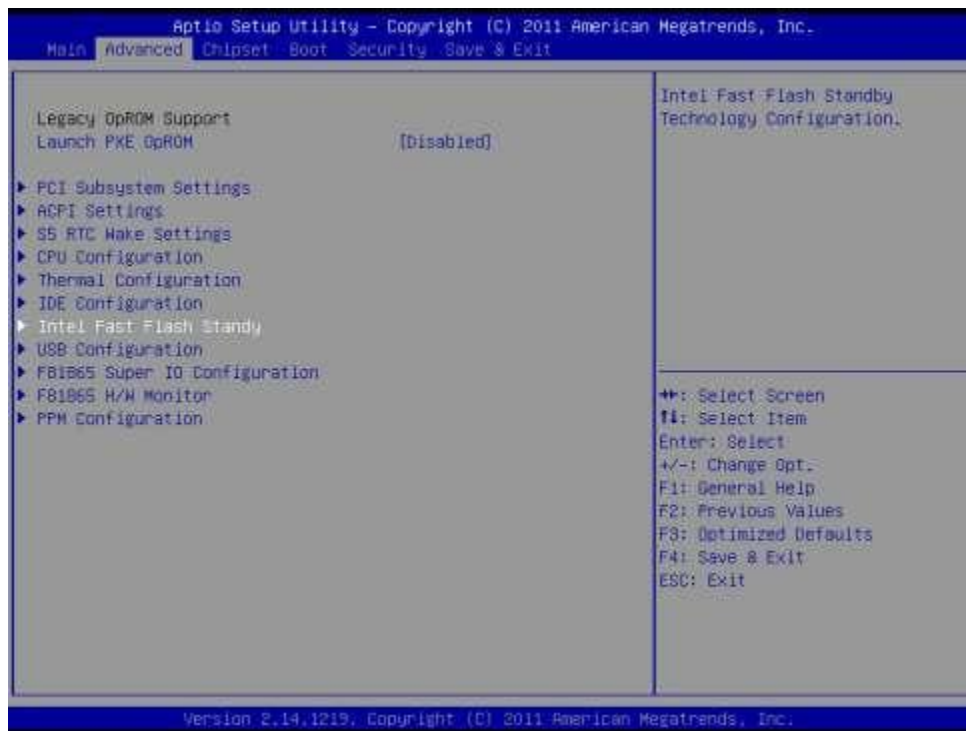 Aptio Setup Utility – Copyright (C) 2011 American Megatrends, Inc.
Main Advanced Chipset Boot Security Save & Exit
Legacy OpROM Support
Launch PXE OpROM [Disabled]
▶ PCI Subsystem Settings
▶ ACPI Settings
▶ S5 RTC Wake Settings
▶ CPU Configuration
▶ Thermal Configuration
▶ IDE Configuration
▶ Intel Fast Flash Standy
▶ USB Configuration
▶ F81865 Super IO Configuration
▶ F81865 H/W Monitor
▶ PPM Configuration
Intel Fast Flash Standby
Technology Configuration.
→←: Select Screen
↑↓: Select Item
Enter: Select
+/-: Change Opt.
F1: General Help
F2: Previous Values
F3: Optimized Defaults
F4: Save & Exit
ESC: Exit
Version 2.14.1219. Copyright (C) 2011 American Megatrends, Inc.